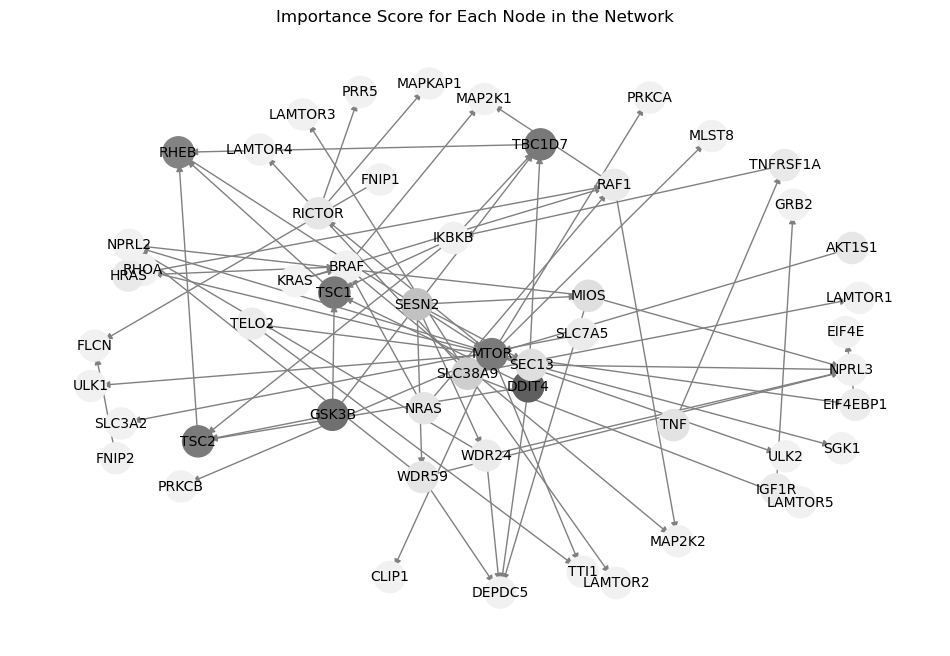 Importance Score for Each Node in the Network
MAPKAP1
PRR5
MAP2K1
PRKCA
LAMTOR3
MLST8
TBC1D7
LAMTOR4
RHEB
TNFRSF1A
FNIP1
RAF1
GRB2
RICTOR
IKBKB
NPRL2
AKT1S1
BRAF
RHOA
HRAS
KRAS
TSC1
MIOS
LAMTOR1
SESN2
TELO2
SLC7A5
EIF4E
FLCN
MTOR
SEC13
NPRL3
SLC38A9
ULK1
DDIT4
EIF4EBP1
NRAS
GSK3B
SLC3A2
TNF
TSC2
SGK1
WDR24
ULK2
FNIP2
WDR59
PRKCB
IGF1R
LAMTOR5
MAP2K2
TTI1
CLIP1
LAMTOR2
DEPDC5